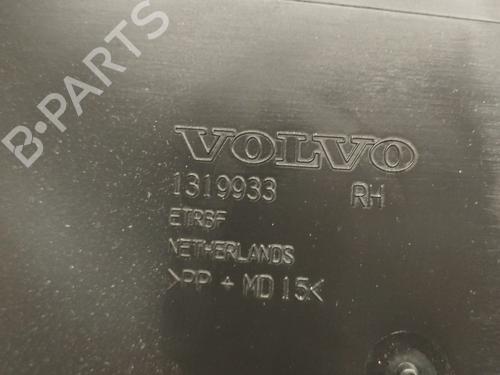 B-PARTS
VOLVO
1319933 RH
ETRBF
NETHERLANDS
>PP + MD 15<